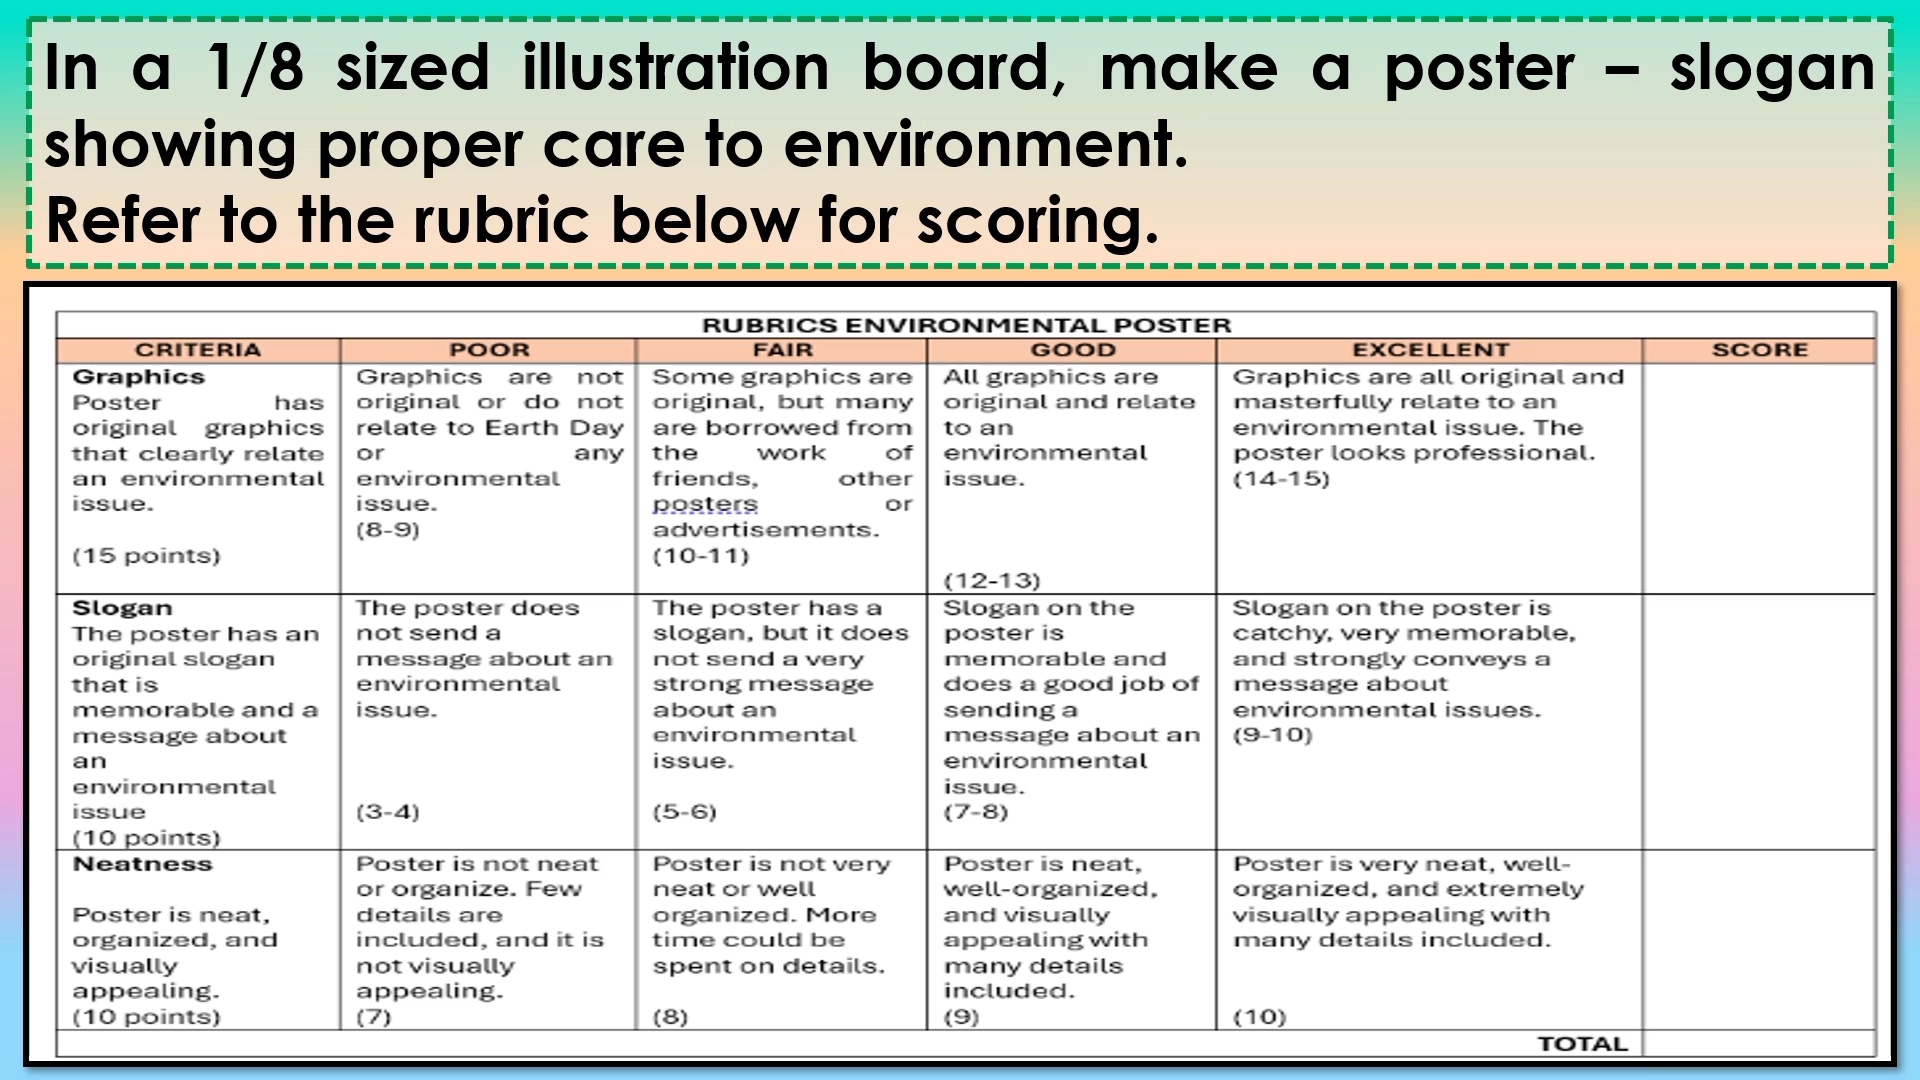 In a 1/8 sized illustration board, make a poster – slogan
showing proper care to environment.
Refer to the rubric below for scoring.
RUBRICS ENVIRONMENTAL POSTER
CRITERIA
POOR
FAIR
GOOD
EXCELLENT
SCORE
Graphics
Poster has
original graphics
that clearly relate
an environmental
issue.
(15 points)
Graphics are not
original or do not
relate to Earth Day
or any
environmental
issue.
(8-9)
Some graphics are
original, but many
are borrowed from
the work of
friends, other
posters or
advertisements.
(10-11)
All graphics are
original and relate
to an
environmental
issue.
(12-13)
Graphics are all original and
masterfully relate to an
environmental issue. The
poster looks professional.
(14-15)
Slogan
The poster has an
original slogan
that is
memorable and a
message about
an
environmental
issue
(10 points)
The poster does
not send a
message about an
environmental
issue.
(3-4)
The poster has a
slogan, but it does
not send a very
strong message
about an
environmental
issue.
(5-6)
Slogan on the
poster is
memorable and
does a good job of
sending a
message about an
environmental
issue.
(7-8)
Slogan on the poster is
catchy, very memorable,
and strongly conveys a
message about
environmental issues.
(9-10)
Neatness
Poster is neat,
organized, and
visually
appealing.
(10 points)
Poster is not neat
or organize. Few
details are
included, and it is
not visually
appealing.
(7)
Poster is not very
neat or well
organized. More
time could be
spent on details.
(8)
Poster is neat,
well-organized,
and visually
appealing with
many details
included.
(9)
Poster is very neat, well-
organized, and extremely
visually appealing with
many details included.
(10)
TOTAL